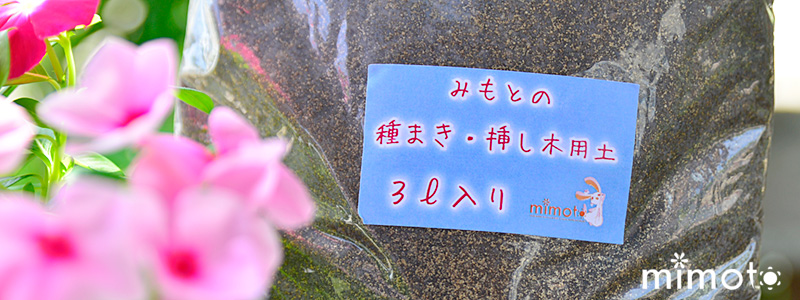 みもとの
種まき・挿し木用土
3ℓ入り
mimoto
mimoto